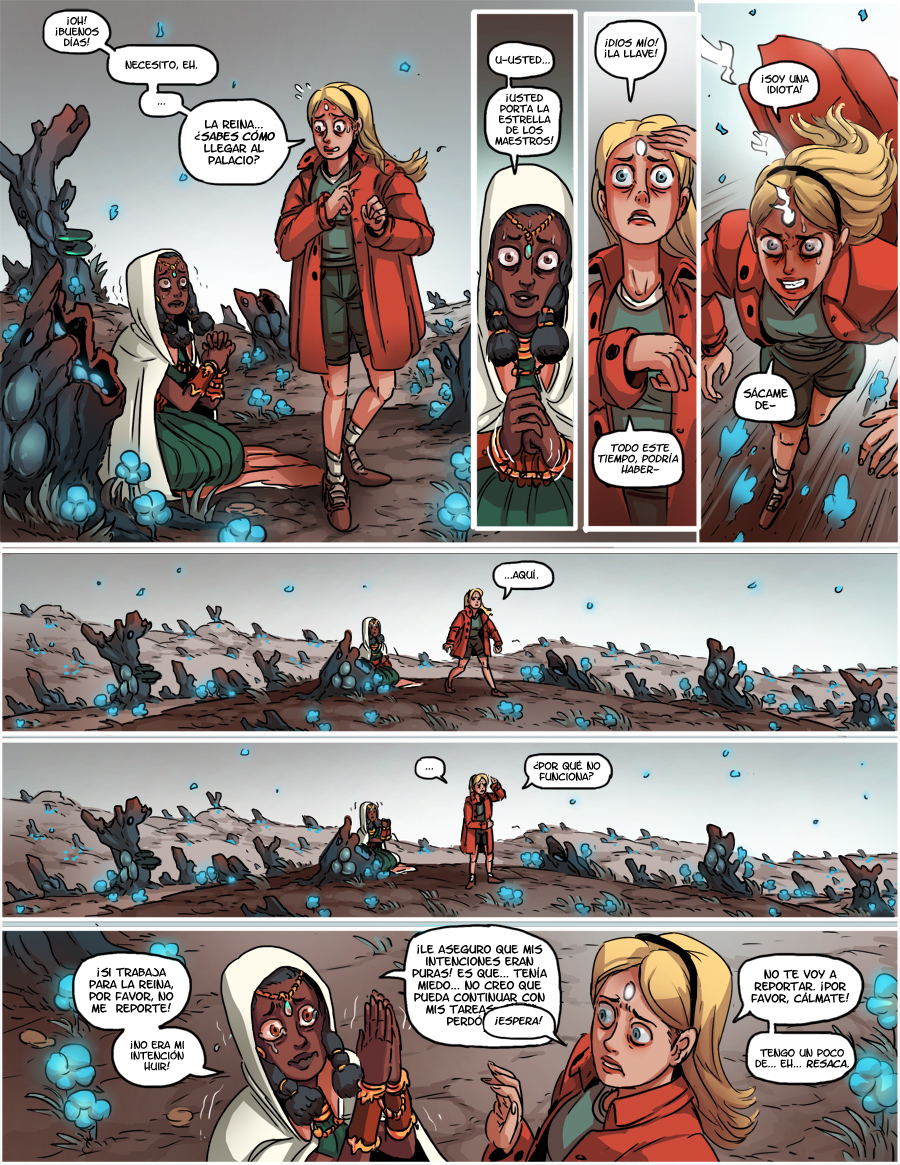 ¡OH!
¡BUENOS
DÍAS!
NECESITO, EH.
...
LA REINA...
¿SABES CÓMO
LLEGAR AL
PALACIO?
U-USTED...
¡USTED
PORTA LA
ESTRELLA
DE LOS
MAESTROS!
¡DIOS MÍO!
¡LA LLAVE!
TODO ESTE
TIEMPO, PODRÍA
HABER-
¡SOY UNA
IDIOTA!
SÁCAME
DE-
...AQUÍ.
...
¿POR QUÉ NO
FUNCIONA?
¡SI TRABAJA
PARA LA REINA,
POR FAVOR, NO
ME REPORTE!
¡NO ERA MI
INTENCIÓN
HUIR!
¡LE ASEGURO QUE MIS
INTENCIONES ERAN
PURAS! ES QUE... TENÍA
MIEDO... NO CREO QUE
PUEDA CONTINUAR CON
MIS TAREAS
PERDÓ
¡ESPERA!
NO TE VOY A
REPORTAR. ¡POR
FAVOR, CÁLMATE!
TENGO UN POCO
DE... EH... RESACA.